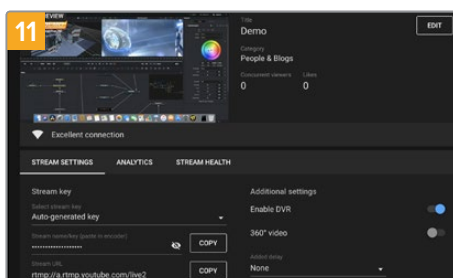 11
PREVIEW
Title
Demo
EDIT
Category
People & Blogs
Concurrent viewers Likes
0 0
Excellent connection
STREAM SETTINGS ANALYTICS STREAM HEALTH
Stream key
Additional settings
Select stream key
Auto-generated key
Enable DVR
Stream name/key (paste in encoder)
•••••••••••••••••••
COPY
360° video
Stream URL
rtmp://a.rtmp.youtube.com/live2
COPY
Added delay
None